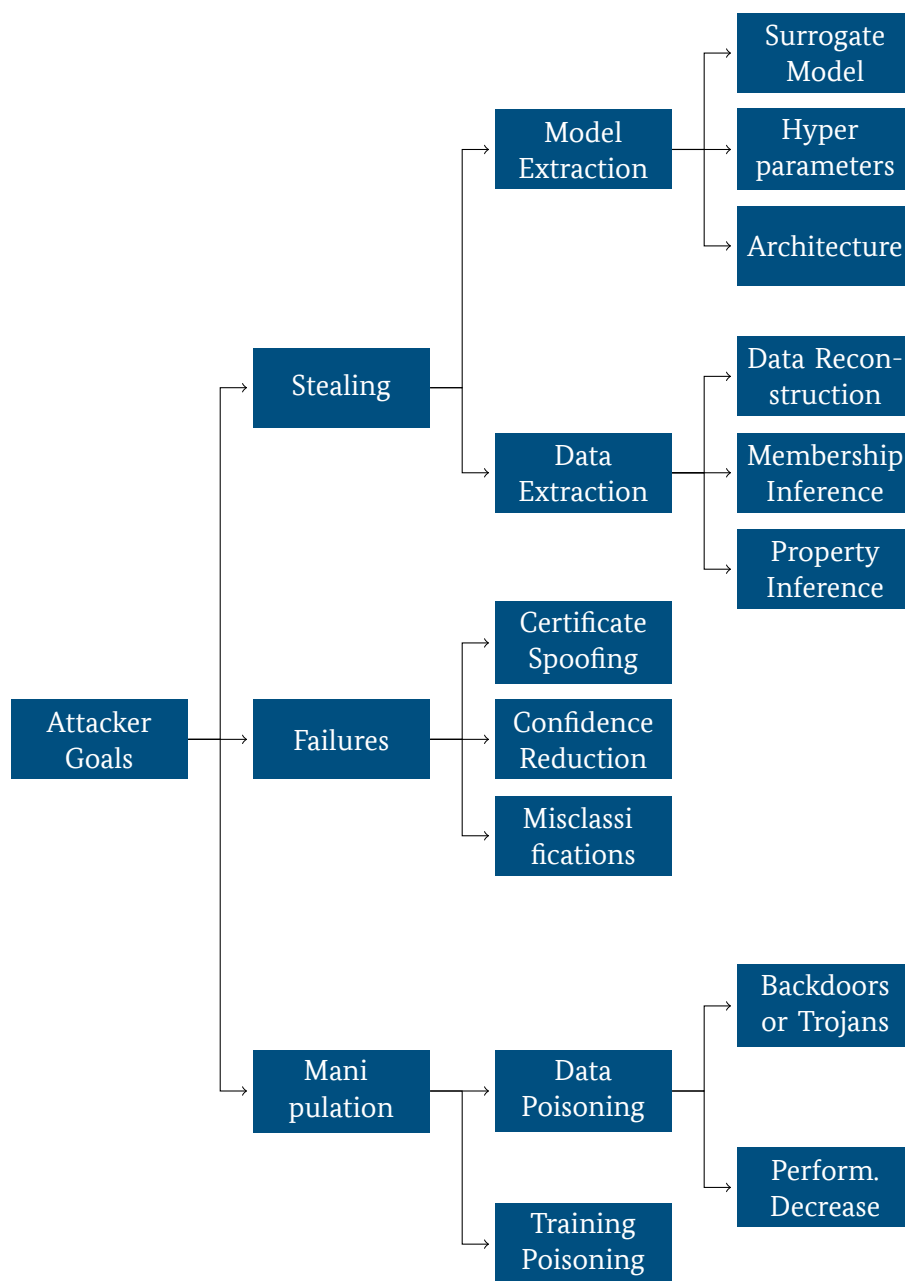 Surrogate
Model
Model
Extraction
Hyper
parameters
Architecture
Stealing
Data Recon-
struction
Data
Extraction
Membership
Inference
Property
Inference
Attacker
Goals
Failures
Certificate
Spoofing
Confidence
Reduction
Misclassi
fications
Mani
pulation
Data
Poisoning
Backdoors
or Trojans
Perform.
Decrease
Training
Poisoning